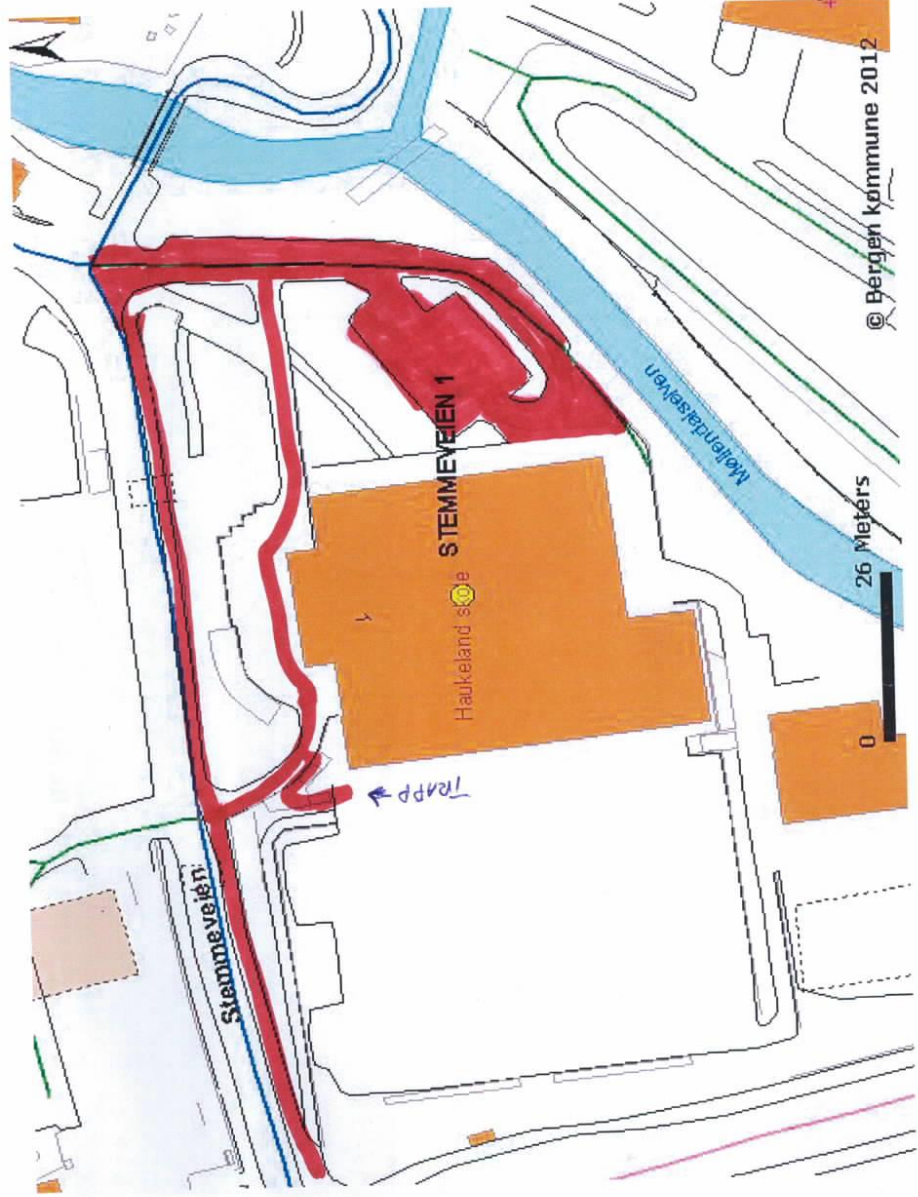 Stemmeveien
TRAPP
1
STEMMEVEIEN 1
Haukeland skole
Møllendalselven
0
26 Meters
© Bergen kommune 2012